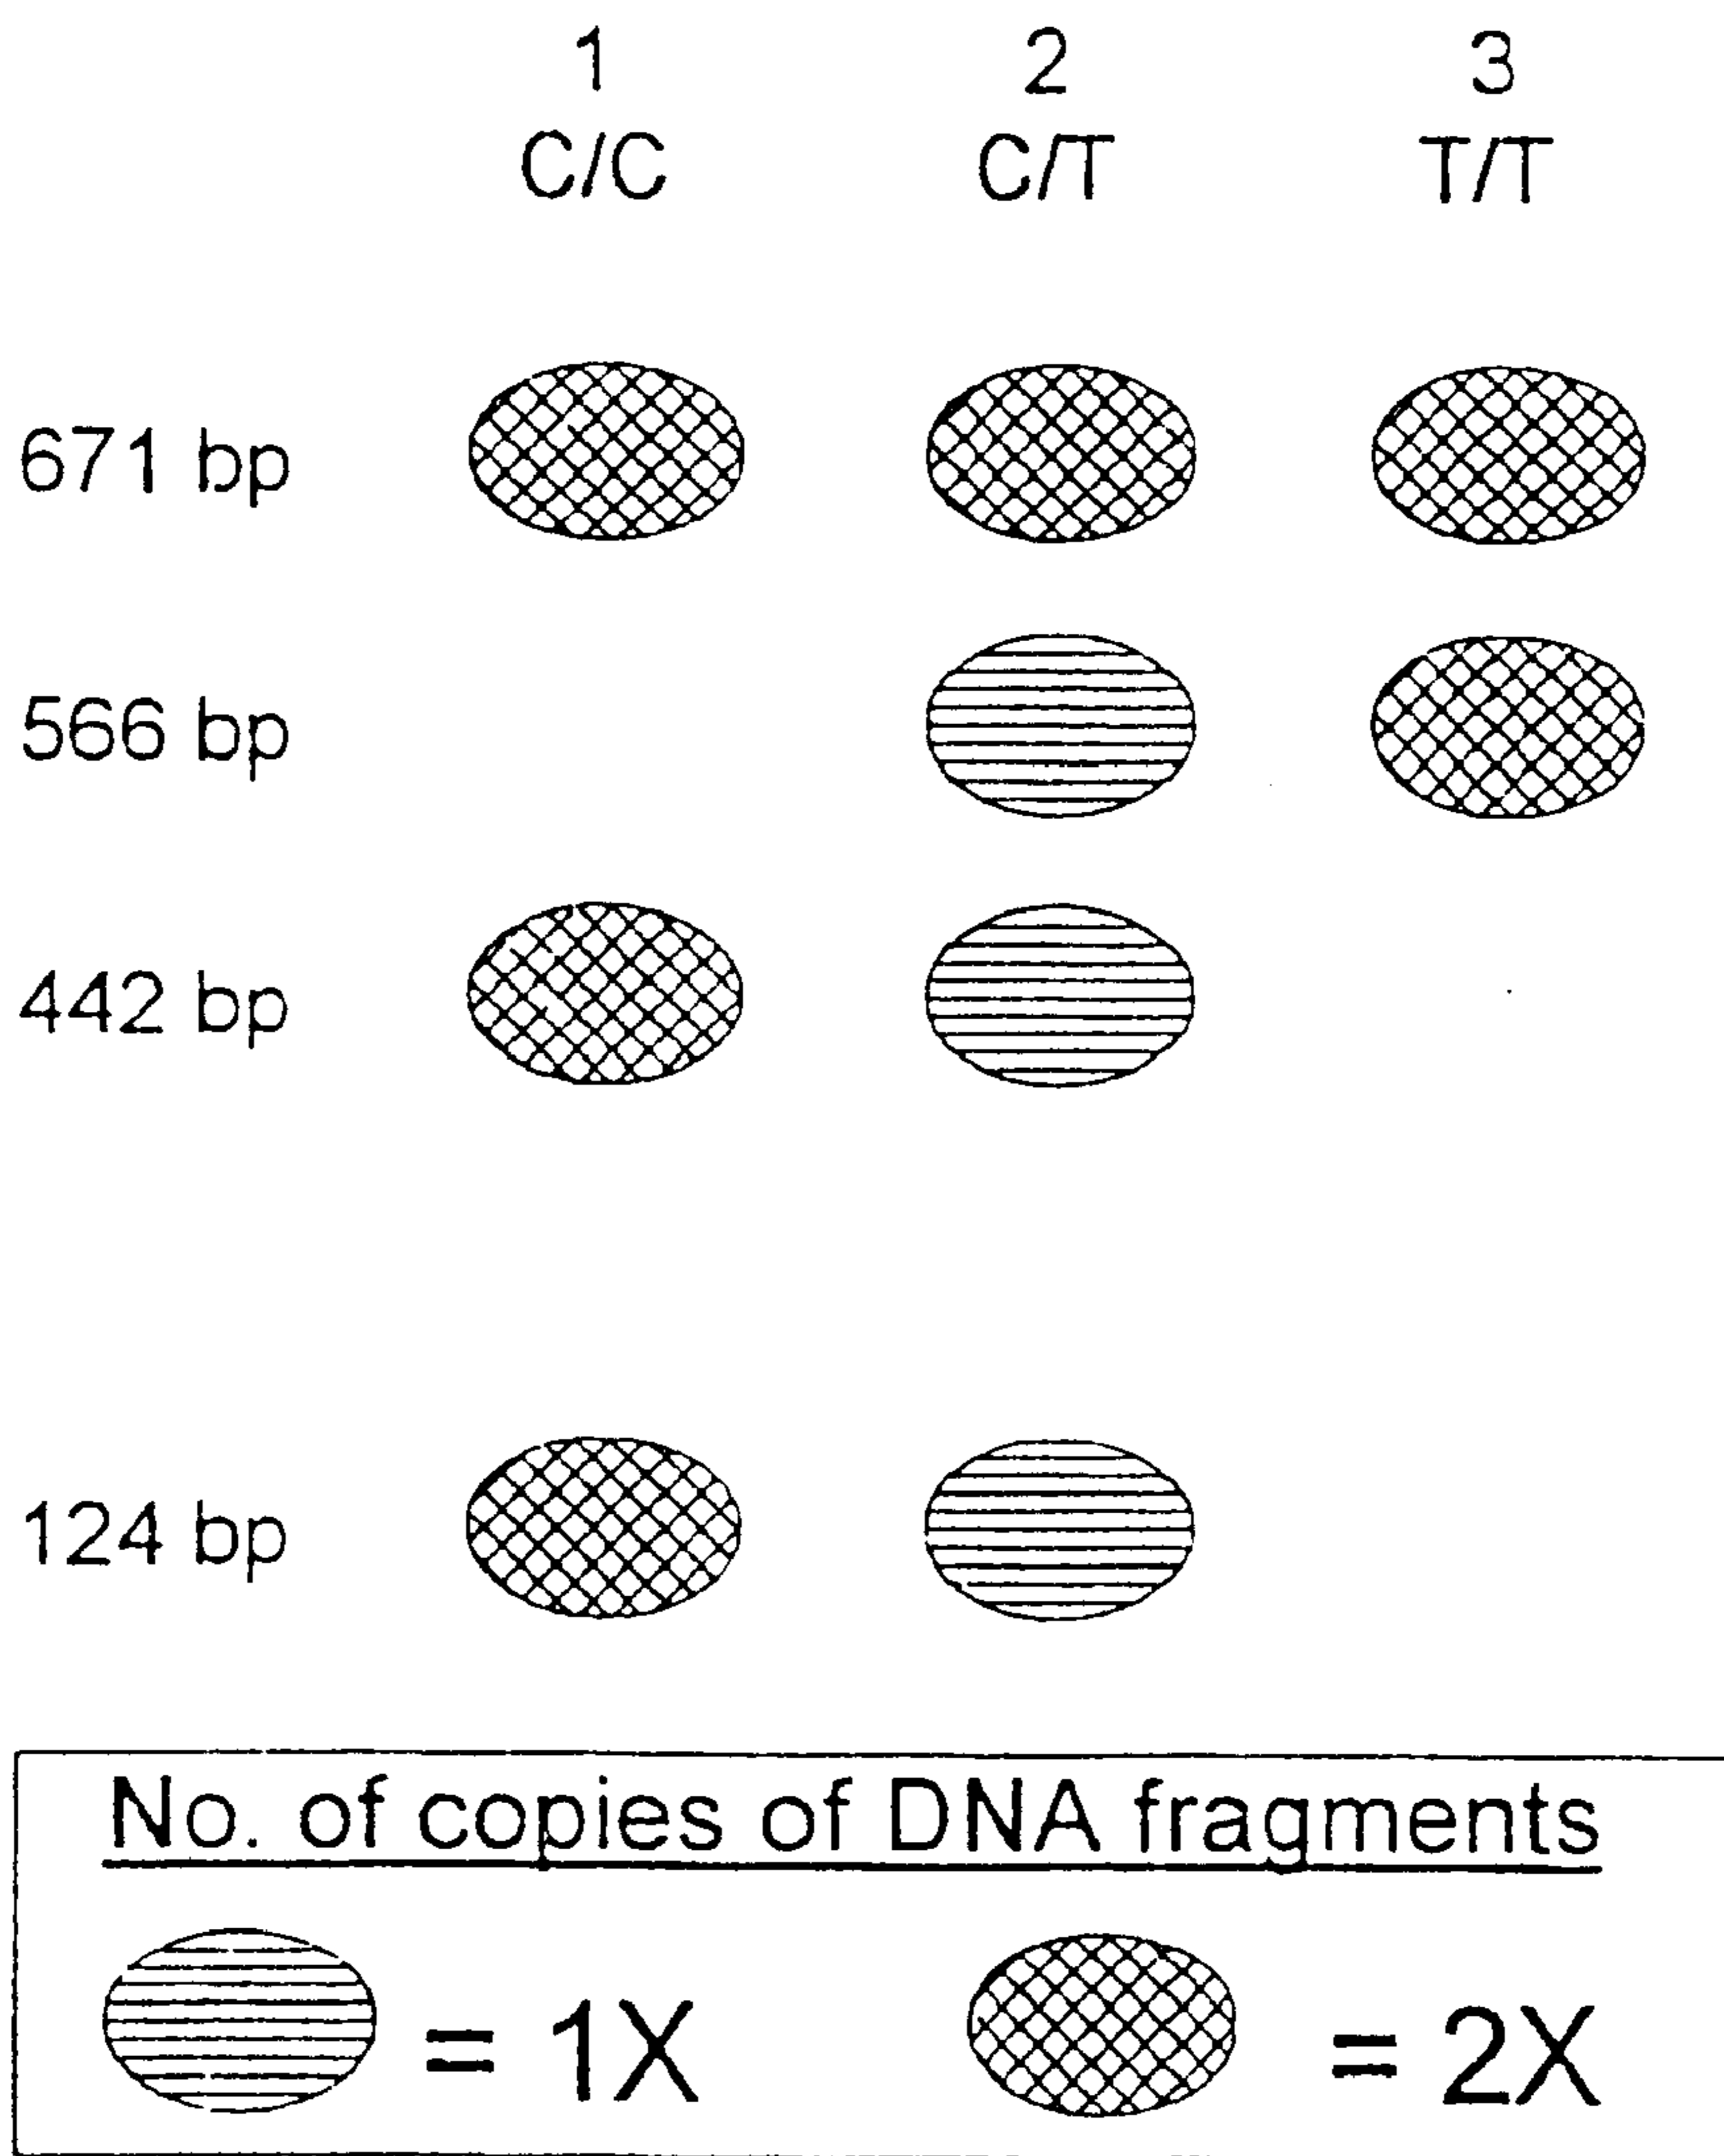 1 2 3
C/C C/T T/T
671 bp
566 bp
442 bp
124 bp
No. of copies of DNA fragments
= 1X = 2X